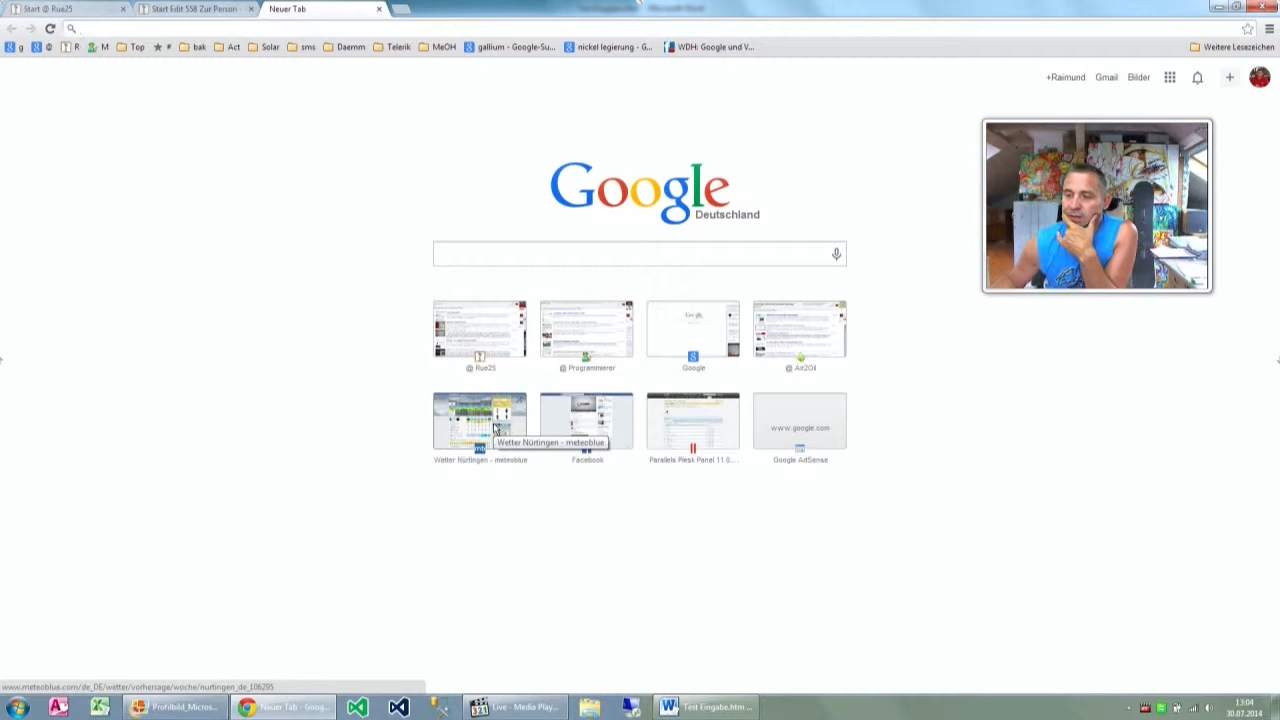 Start @ Rue25
Start Edit 558 Zur Person
Neuer Tab
g
@
R
M
#
Top
bak
Act
Solar
sms
Daemm
Telerik
MeOH
gallium - Google-Su...
nickel legierung - G...
WDH: Google und V...
Weitere Lesezeichen
+Raimund Gmail Bilder
Google
Deutschland
@ Rue25
@ Programmierer
Google
@ Air2Oil
www.google.com
Wetter Nürtingen - meteoblue
Wetter Nürtingen - meteoblue
Facebook
Parallels Plesk Panel 11.0....
Google AdSense
www.meteoblue.com/de_DE/wetter/vorhersage/woche/nurtingen_de_106295
Profilbild_Micros...
Neuer Tab - Goog...
Live - Media Play...
Test Eingabe.htm ...
13:04
30.07.2014